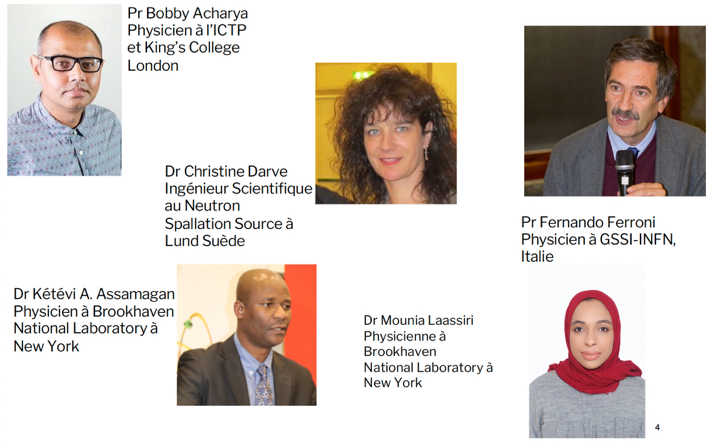 Pr Bobby Acharya
Physicien à l'ICTP
et King's College
London
Dr Christine Darve
Ingénieur Scientifique
au Neutron
Spallation Source à
Lund Suède
Pr Fernando Ferroni
Physicien à GSSI-INFN,
Italie
Dr Kétévi A. Assamagan
Physicien à Brookhaven
National Laboratory à
New York
Dr Mounia Laassiri
Physicienne à
Brookhaven
National Laboratory à
New York
4